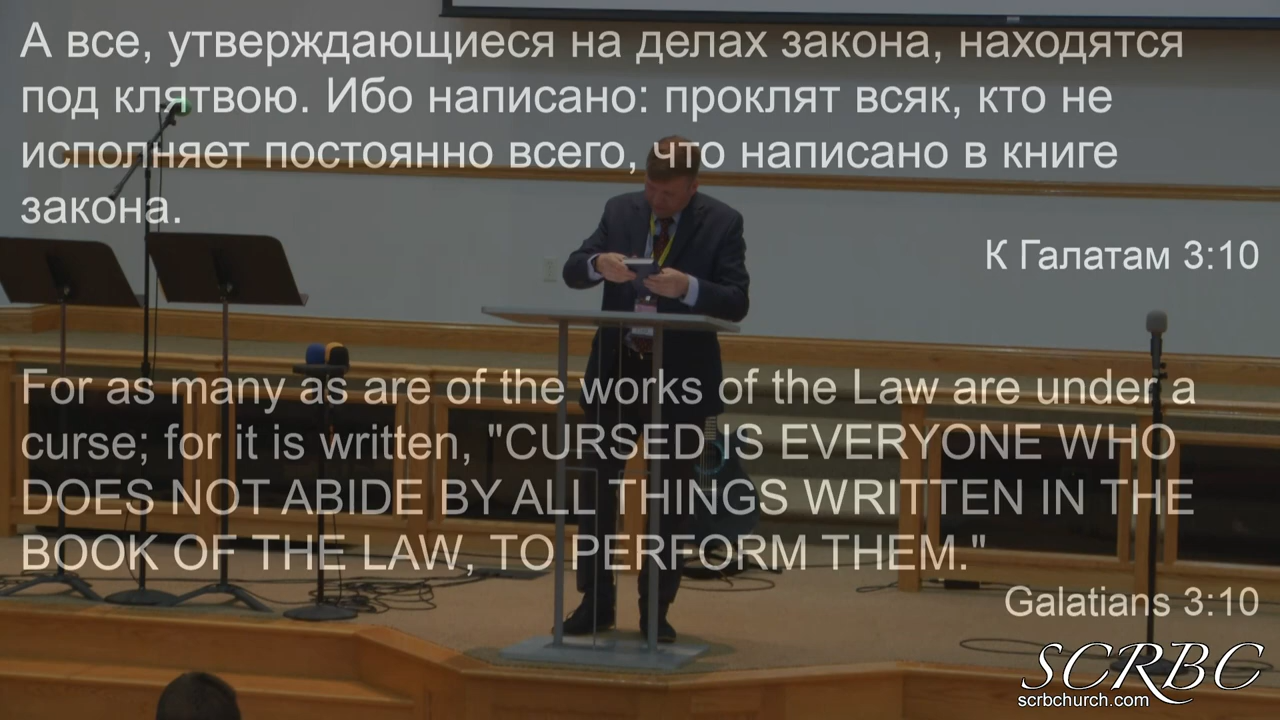 А все, утверждающиеся на делах закона, находятся
под клятвою. Ибо написано: проклят всяк, кто не
исполняет постоянно всего, что написано в книге
закона.
К Галатам 3:10
For as many as are of the works of the Law are under a
curse; for it is written, "CURSED IS EVERYONE WHO
DOES NOT ABIDE BY ALL THINGS WRITTEN IN THE
BOOK OF THE LAW, TO PERFORM THEM."
Galatians 3:10
SCRBC
scrbchurch.com